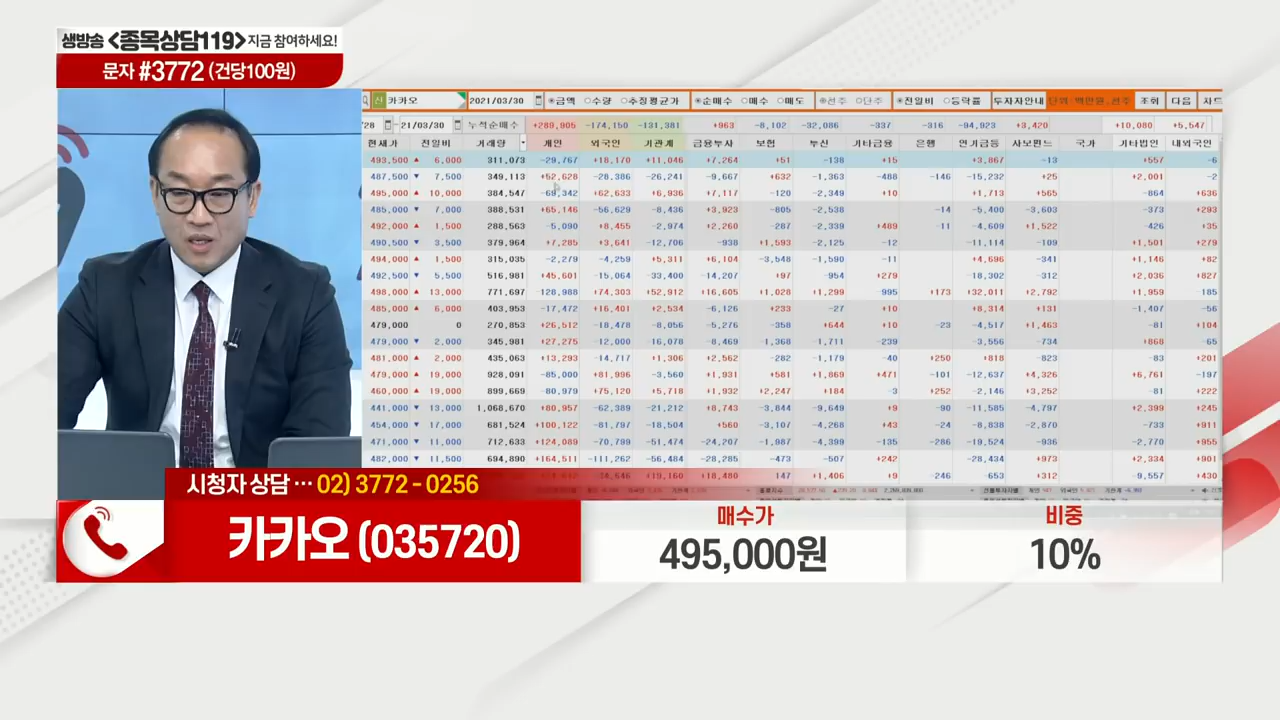 생방송 <종목상담119> 지금 참여하세요!
문자 #3772 (건당100원)
신 카카오 2021/03/30 금액 수량 추정평균가 순매수 매수 매도 전주 단주 전일비 등락률 투자자안내 단위:백만원,천주 조회 다음 차트
/28 21/03/30 누적순매수 +289,905 -174,150 -131,381 +963 -8,102 -32,086 -337 -316 -94,923 +3,420 +10,080 +5,547
현재가 전일비 거래량 개인 외국인 기관계 금융투자 보험 투신 기타금융 은행 연기금등 사모펀드 국가 기타법인 내외국인
493,500 ▲ 6,000 311,073 -29,767 +18,170 +11,046 +7,264 +51 -138 +15 +3,867 -13 +557 -6
487,500 ▼ 7,500 349,113 +52,628 -28,386 -26,241 -9,667 +632 -1,363 -488 -146 -15,232 +25 +2,001 -2
495,000 ▲ 10,000 384,547 -69,342 +62,633 +6,936 +7,117 -120 -2,349 +10 +1,713 +565 -864 +636
485,000 ▼ 7,000 388,531 +65,146 -56,629 -8,436 +3,923 -805 -2,538 -14 -5,400 -3,603 -373 +293
492,000 ▲ 1,500 288,563 -5,090 +8,455 -2,974 +2,260 -287 -2,339 +489 -11 -4,609 +1,522 -426 +35
490,500 ▼ 3,500 379,964 +7,285 +3,641 -12,706 -938 +1,593 -2,125 -12 -11,114 -109 +1,501 +279
494,000 ▲ 1,500 315,035 -2,279 -4,259 +5,311 +6,104 -3,548 -1,590 -11 +4,696 -341 +1,146 +82
492,500 ▼ 5,500 516,981 +45,601 -15,064 -33,400 -14,207 +97 -954 +279 -18,302 -312 +2,036 +827
498,000 ▲ 13,000 771,697 -128,988 +74,303 +52,912 +16,605 +1,028 +1,299 -995 +173 +32,011 +2,792 +1,959 -185
485,000 ▲ 6,000 403,953 -17,472 +16,401 +2,534 -6,126 +233 -27 +10 +8,314 +131 -1,407 -56
479,000 0 270,853 +26,512 -18,478 -8,056 -5,276 -358 +644 +10 -23 -4,517 +1,463 -81 +104
479,000 ▼ 2,000 345,981 +27,275 -12,000 -16,078 -8,469 -1,368 -1,711 -239 -3,556 -734 +868 -65
481,000 ▲ 2,000 435,063 +13,293 -14,717 +1,306 +2,562 -282 -1,179 -40 +250 +818 -823 -83 +201
479,000 ▲ 19,000 928,091 -85,000 +81,996 -3,560 +1,931 +581 +1,869 +471 -101 -12,637 +4,326 +6,761 -197
460,000 ▲ 19,000 899,669 -80,979 +75,120 +5,718 +1,932 +2,247 +184 -3 +252 -2,146 +3,252 -81 +222
441,000 ▼ 13,000 1,068,670 +80,957 -62,389 -21,212 +8,743 -3,844 -9,649 +9 -90 -11,585 -4,797 +2,399 +245
454,000 ▼ 17,000 681,524 +100,122 -81,797 -18,504 +560 -3,107 -4,268 +43 -24 -8,838 -2,870 -733 +911
471,000 ▼ 11,000 712,633 +124,089 -70,799 -51,474 -24,207 -1,987 -4,399 -135 -286 -19,524 -936 -2,770 +955
482,000 ▼ 11,500 694,890 +164,511 -111,262 -56,484 -28,285 -473 -507 +242 -28,434 +973 +2,334 +901
+19,160 +18,480 147 +1,406 +9 -246 -653 +312 -9,557 +430
시청자 상담 … 02) 3772 - 0256
카카오 (035720)
매수가
495,000원
비중
10%